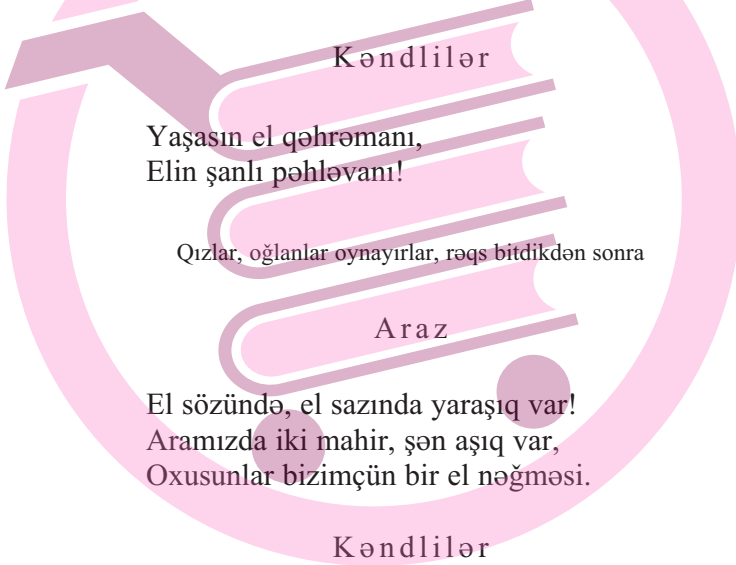 Kəndlilər
Yaşasın el qəhrəmanı,
Elin şanlı pəhləvanı!
Qızlar, oğlanlar oynayırlar, rəqs bitdikdən sonra
Araz
El sözündə, el sazında yaraşıq var!
Aramızda iki mahir, şən aşıq var,
Oxusunlar bizimçün bir el nəğməsi.
Kəndlilər